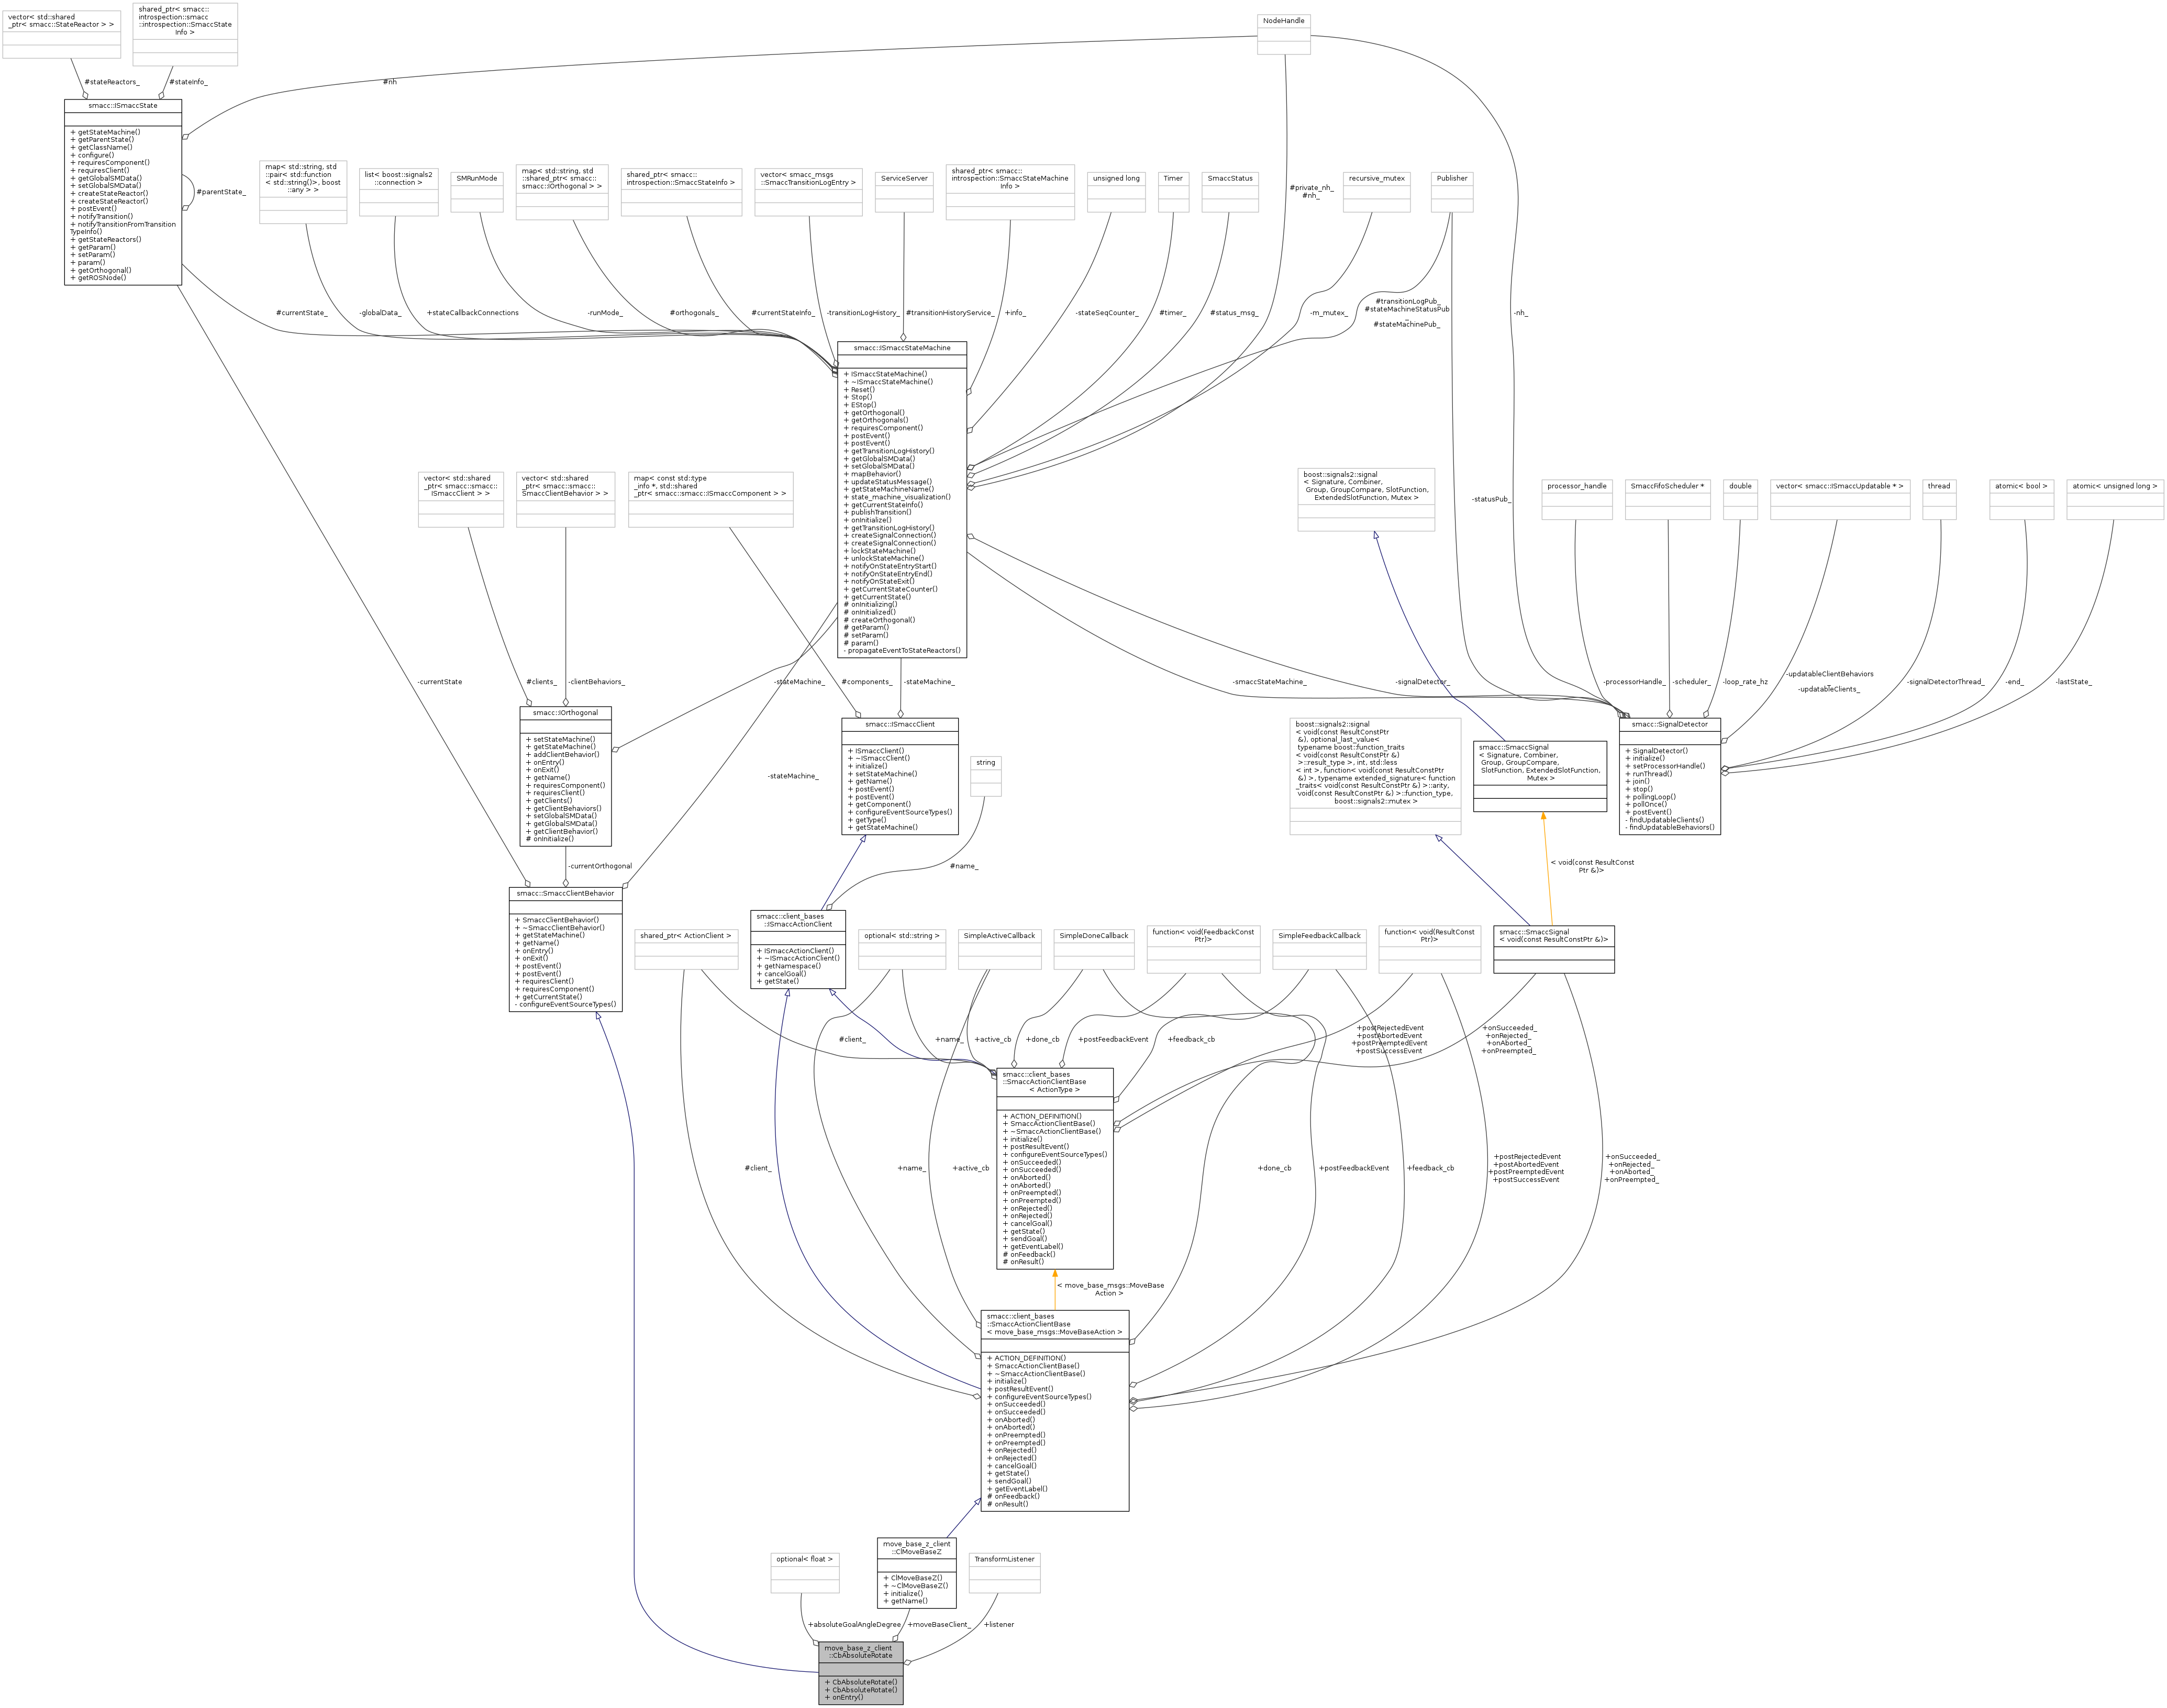 vector< std::shared
_ptr< smacc::StateReactor > >
shared_ptr< smacc::
introspection::smacc
::introspection::SmaccState
Info >
NodeHandle
#stateReactors_
#stateInfo_
#nh
smacc::ISmaccState
+ getStateMachine()
+ getParentState()
+ getClassName()
+ configure()
+ requiresComponent()
+ requiresClient()
+ getGlobalSMData()
+ setGlobalSMData()
+ createStateReactor()
+ createStateReactor()
+ postEvent()
+ notifyTransition()
+ notifyTransitionFromTransition
TypeInfo()
+ getStateReactors()
+ getParam()
+ setParam()
+ param()
+ getOrthogonal()
+ getROSNode()
#parentState_
map< std::string, std
::pair< std::function
< std::string()>, boost
::any > >
list< boost::signals2
::connection >
SMRunMode
map< std::string, std
::shared_ptr< smacc::
smacc::IOrthogonal > >
shared_ptr< smacc::
introspection::SmaccStateInfo >
vector< smacc_msgs
::SmaccTransitionLogEntry >
ServiceServer
shared_ptr< smacc::
introspection::SmaccStateMachine
Info >
unsigned long
Timer
SmaccStatus
#private_nh_
#nh_
recursive_mutex
Publisher
#currentState_
-globalData_
+stateCallbackConnections
-runMode_
#orthogonals_
#currentStateInfo_
-transitionLogHistory_
#transitionHistoryService_
+info_
-stateSeqCounter_
#timer_
#status_msg_
-m_mutex_
#transitionLogPub_
#stateMachineStatusPub
_
#stateMachinePub_
-nh_
smacc::ISmaccStateMachine
+ ISmaccStateMachine()
+ ~ISmaccStateMachine()
+ Reset()
+ Stop()
+ EStop()
+ getOrthogonal()
+ getOrthogonals()
+ requiresComponent()
+ postEvent()
+ postEvent()
+ getTransitionLogHistory()
+ getGlobalSMData()
+ setGlobalSMData()
+ mapBehavior()
+ updateStatusMessage()
+ getStateMachineName()
+ state_machine_visualization()
+ getCurrentStateInfo()
+ publishTransition()
+ onInitialize()
+ getTransitionLogHistory()
+ createSignalConnection()
+ createSignalConnection()
+ lockStateMachine()
+ unlockStateMachine()
+ notifyOnStateEntryStart()
+ notifyOnStateEntryEnd()
+ notifyOnStateExit()
+ getCurrentStateCounter()
+ getCurrentState()
# onInitializing()
# onInitialized()
# createOrthogonal()
# getParam()
# setParam()
# param()
- propagateEventToStateReactors()
vector< std::shared
_ptr< smacc::smacc::
ISmaccClient > >
vector< std::shared
_ptr< smacc::smacc::
SmaccClientBehavior > >
map< const std::type
_info *, std::shared
_ptr< smacc::smacc::ISmaccComponent > >
boost::signals2::signal
< Signature, Combiner,
Group, GroupCompare, SlotFunction,
ExtendedSlotFunction, Mutex >
-statusPub_
processor_handle
SmaccFifoScheduler *
double
vector< smacc::ISmaccUpdatable * >
thread
atomic< bool >
atomic< unsigned long >
-currentState
#clients_
-clientBehaviors_
-stateMachine_
#components_
-stateMachine_
-smaccStateMachine_
-signalDetector_
-processorHandle_
-scheduler_
-loop_rate_hz
-updatableClientBehaviors
_
-updatableClients_
-signalDetectorThread_
-end_
-lastState_
smacc::IOrthogonal
+ setStateMachine()
+ getStateMachine()
+ addClientBehavior()
+ onEntry()
+ onExit()
+ getName()
+ requiresComponent()
+ requiresClient()
+ getClients()
+ getClientBehaviors()
+ setGlobalSMData()
+ getGlobalSMData()
+ getClientBehavior()
# onInitialize()
-stateMachine_
smacc::ISmaccClient
+ ISmaccClient()
+ ~ISmaccClient()
+ initialize()
+ setStateMachine()
+ getName()
+ postEvent()
+ postEvent()
+ getComponent()
+ configureEventSourceTypes()
+ getType()
+ getStateMachine()
string
boost::signals2::signal
< void(const ResultConstPtr
&), optional_last_value<
typename boost::function_traits
< void(const ResultConstPtr &)
>::result_type >, int, std::less
< int >, function< void(const ResultConstPtr
&) >, typename extended_signature< function
_traits< void(const ResultConstPtr &) >::arity,
void(const ResultConstPtr &) >::function_type,
boost::signals2::mutex >
smacc::SmaccSignal
< Signature, Combiner,
Group, GroupCompare,
SlotFunction, ExtendedSlotFunction,
Mutex >
smacc::SignalDetector
+ SignalDetector()
+ initialize()
+ setProcessorHandle()
+ runThread()
+ join()
+ stop()
+ pollingLoop()
+ pollOnce()
+ postEvent()
- findUpdatableClients()
- findUpdatableBehaviors()
-currentOrthogonal
#name_
< void(const ResultConst
Ptr &)>
smacc::SmaccClientBehavior
+ SmaccClientBehavior()
+ ~SmaccClientBehavior()
+ getStateMachine()
+ getName()
+ onEntry()
+ onExit()
+ postEvent()
+ postEvent()
+ requiresClient()
+ requiresComponent()
+ getCurrentState()
- configureEventSourceTypes()
shared_ptr< ActionClient >
smacc::client_bases
::ISmaccActionClient
+ ISmaccActionClient()
+ ~ISmaccActionClient()
+ getNamespace()
+ cancelGoal()
+ getState()
optional< std::string >
SimpleActiveCallback
SimpleDoneCallback
function< void(FeedbackConst
Ptr)>
SimpleFeedbackCallback
function< void(ResultConst
Ptr)>
smacc::SmaccSignal
< void(const ResultConstPtr &)>
#client_
+name_
+active_cb
+done_cb
+postFeedbackEvent
+feedback_cb
+postRejectedEvent
+postAbortedEvent
+postPreemptedEvent
+postSuccessEvent
+onSucceeded_
+onRejected_
+onAborted_
+onPreempted_
smacc::client_bases
::SmaccActionClientBase
< ActionType >
+ ACTION_DEFINITION()
+ SmaccActionClientBase()
+ ~SmaccActionClientBase()
+ initialize()
+ postResultEvent()
+ configureEventSourceTypes()
+ onSucceeded()
+ onSucceeded()
+ onAborted()
+ onAborted()
+ onPreempted()
+ onPreempted()
+ onRejected()
+ onRejected()
+ cancelGoal()
+ getState()
+ sendGoal()
+ getEventLabel()
# onFeedback()
# onResult()
#client_
+name_
+active_cb
+done_cb
+postFeedbackEvent
+feedback_cb
+postRejectedEvent
+postAbortedEvent
+postPreemptedEvent
+postSuccessEvent
+onSucceeded_
+onRejected_
+onAborted_
+onPreempted_
< move_base_msgs::MoveBase
Action >
smacc::client_bases
::SmaccActionClientBase
< move_base_msgs::MoveBaseAction >
+ ACTION_DEFINITION()
+ SmaccActionClientBase()
+ ~SmaccActionClientBase()
+ initialize()
+ postResultEvent()
+ configureEventSourceTypes()
+ onSucceeded()
+ onSucceeded()
+ onAborted()
+ onAborted()
+ onPreempted()
+ onPreempted()
+ onRejected()
+ onRejected()
+ cancelGoal()
+ getState()
+ sendGoal()
+ getEventLabel()
# onFeedback()
# onResult()
optional< float >
move_base_z_client
::ClMoveBaseZ
+ ClMoveBaseZ()
+ ~ClMoveBaseZ()
+ initialize()
+ getName()
TransformListener
+absoluteGoalAngleDegree
+moveBaseClient_
+listener
move_base_z_client
::CbAbsoluteRotate
+ CbAbsoluteRotate()
+ CbAbsoluteRotate()
+ onEntry()